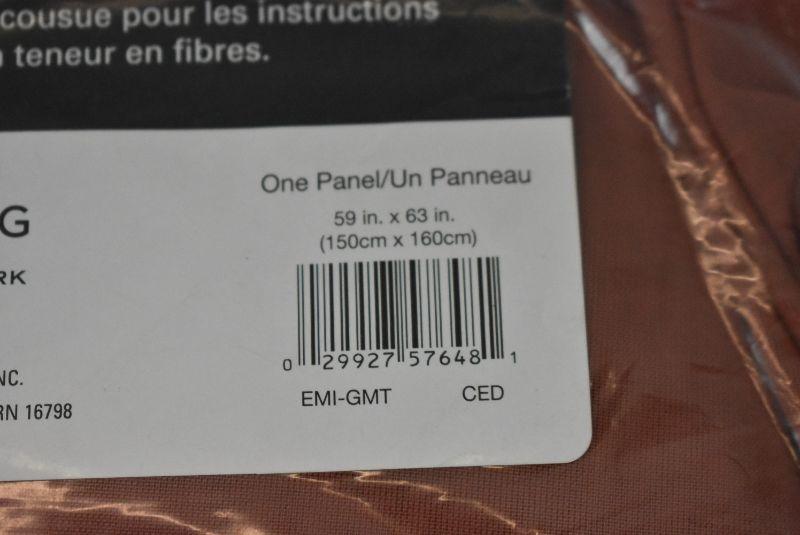 cousue pour les instructions
teneur en fibres.
One Panel/Un Panneau
59 in. x 63 in.
(150cm x 160cm)
G
RK
0 29927 57648 1
NC.
RN 16798
EMI-GMT CED